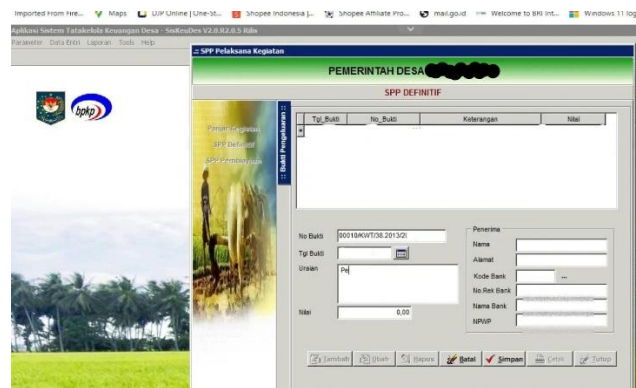 Imported From Fire... Maps DJP Online | One-St... Shopee Indonesia |... Shopee Affiliate Pro... mail.go.id Welcome to BRI Int... Windows 11 log
Aplikasi Sistem Tatakelola Keuangan Desa - SisKeuDes V2.0.R2.0.5 Rilis
Parameter Data Entri Laporan Tools Help
:: SPP Pelaksana Kegiatan
PEMERINTAH DESA
SPP DEFINITIF
bpkp
Panjar Kegiatan
SPP Definitif
SPP Pembiayaan
:: Bukti Pengeluaran ::
Tgl_Bukti No_Bukti Keterangan Nilai
No Bukti 00010/KWT/38.2013/2
Tgl Bukti
Uraian Pe
Nilai 0,00
Penerima
Nama
Alamat
Kode Bank ...
No.Rek Bank
Nama Bank
NPWP
Tambah Ubah Hapus Batal Simpan Cetak Tutup